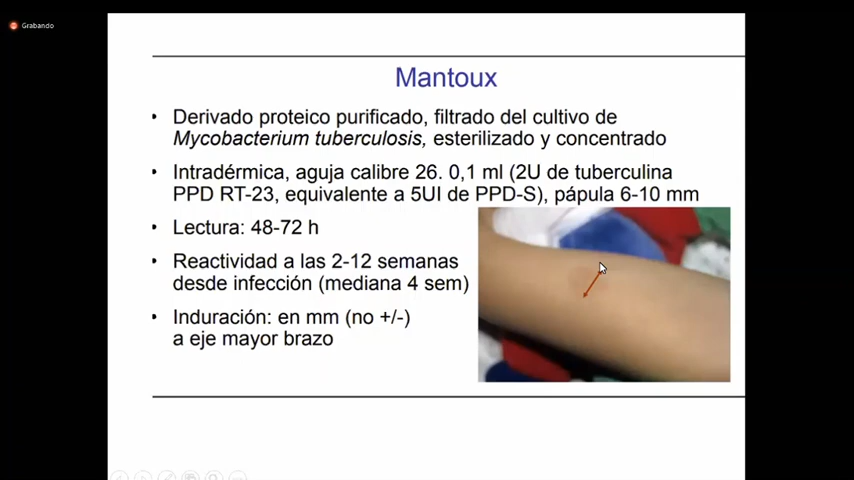 Grabando
Mantoux
• Derivado proteico purificado, filtrado del cultivo de
Mycobacterium tuberculosis, esterilizado y concentrado
• Intradérmica, aguja calibre 26. 0,1 ml (2U de tuberculina
PPD RT-23, equivalente a 5UI de PPD-S), pápula 6-10 mm
• Lectura: 48-72 h
• Reactividad a las 2-12 semanas
desde infección (mediana 4 sem)
• Induración: en mm (no +/-)
a eje mayor brazo